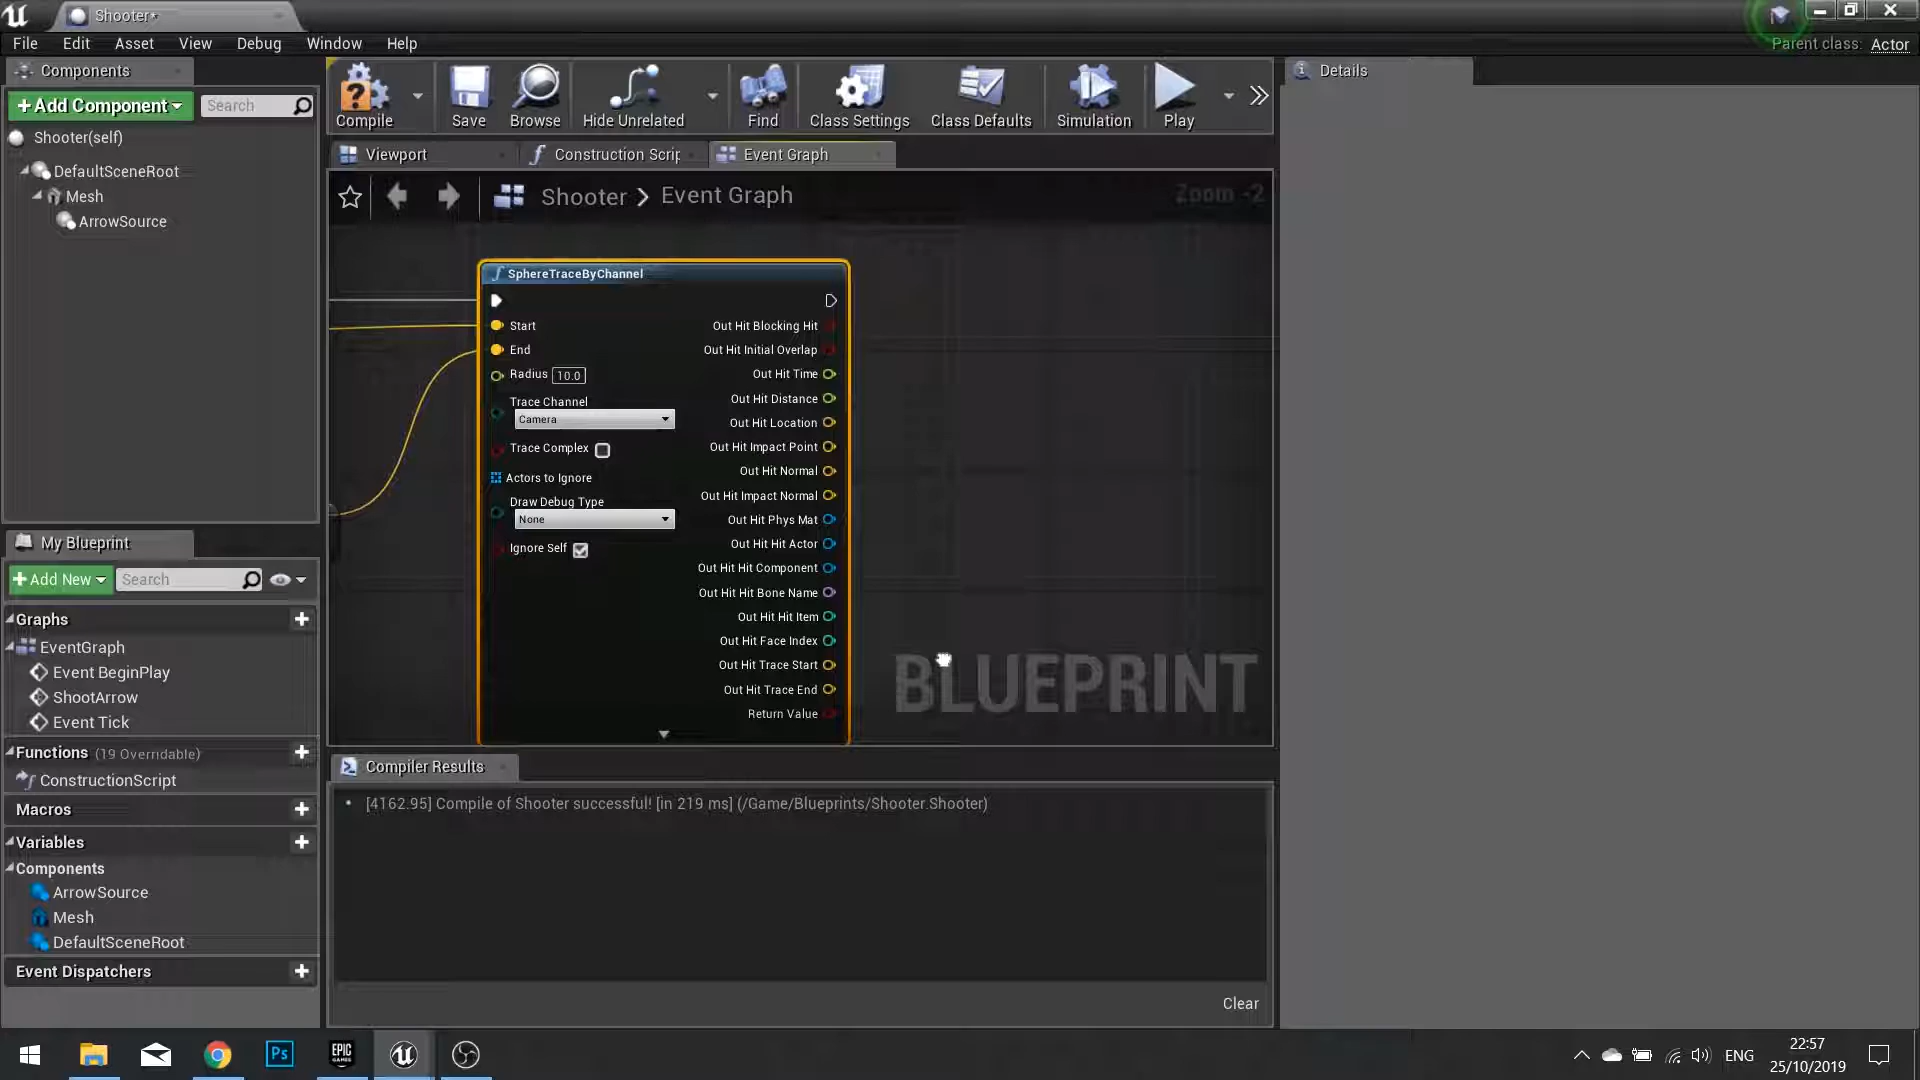 Shooter*
File Edit Asset View Debug Window Help
Parent class: Actor
Components
+Add Component
Search
Shooter(self)
DefaultSceneRoot
Mesh
ArrowSource
Compile
Save
Browse
Hide Unrelated
Find
Class Settings
Class Defaults
Simulation
Play
Details
Viewport
Construction Scrip
Event Graph
Shooter > Event Graph
Zoom -2
SphereTraceByChannel
Start
End
Radius 10.0
Trace Channel
Camera
Trace Complex
Actors to Ignore
Draw Debug Type
None
Ignore Self
Out Hit Blocking Hit
Out Hit Initial Overlap
Out Hit Time
Out Hit Distance
Out Hit Location
Out Hit Impact Point
Out Hit Normal
Out Hit Impact Normal
Out Hit Phys Mat
Out Hit Hit Actor
Out Hit Hit Component
Out Hit Hit Bone Name
Out Hit Hit Item
Out Hit Face Index
Out Hit Trace Start
Out Hit Trace End
Return Value
BLUEPRINT
My Blueprint
+Add New
Search
Graphs
EventGraph
Event BeginPlay
ShootArrow
Event Tick
Functions (19 Overridable)
ConstructionScript
Macros
Variables
Components
ArrowSource
Mesh
DefaultSceneRoot
Event Dispatchers
Compiler Results
[4162.95] Compile of Shooter successful! [in 219 ms] (/Game/Blueprints/Shooter.Shooter)
Clear
Ps
EPIC
GAMES
ENG
22:57
25/10/2019